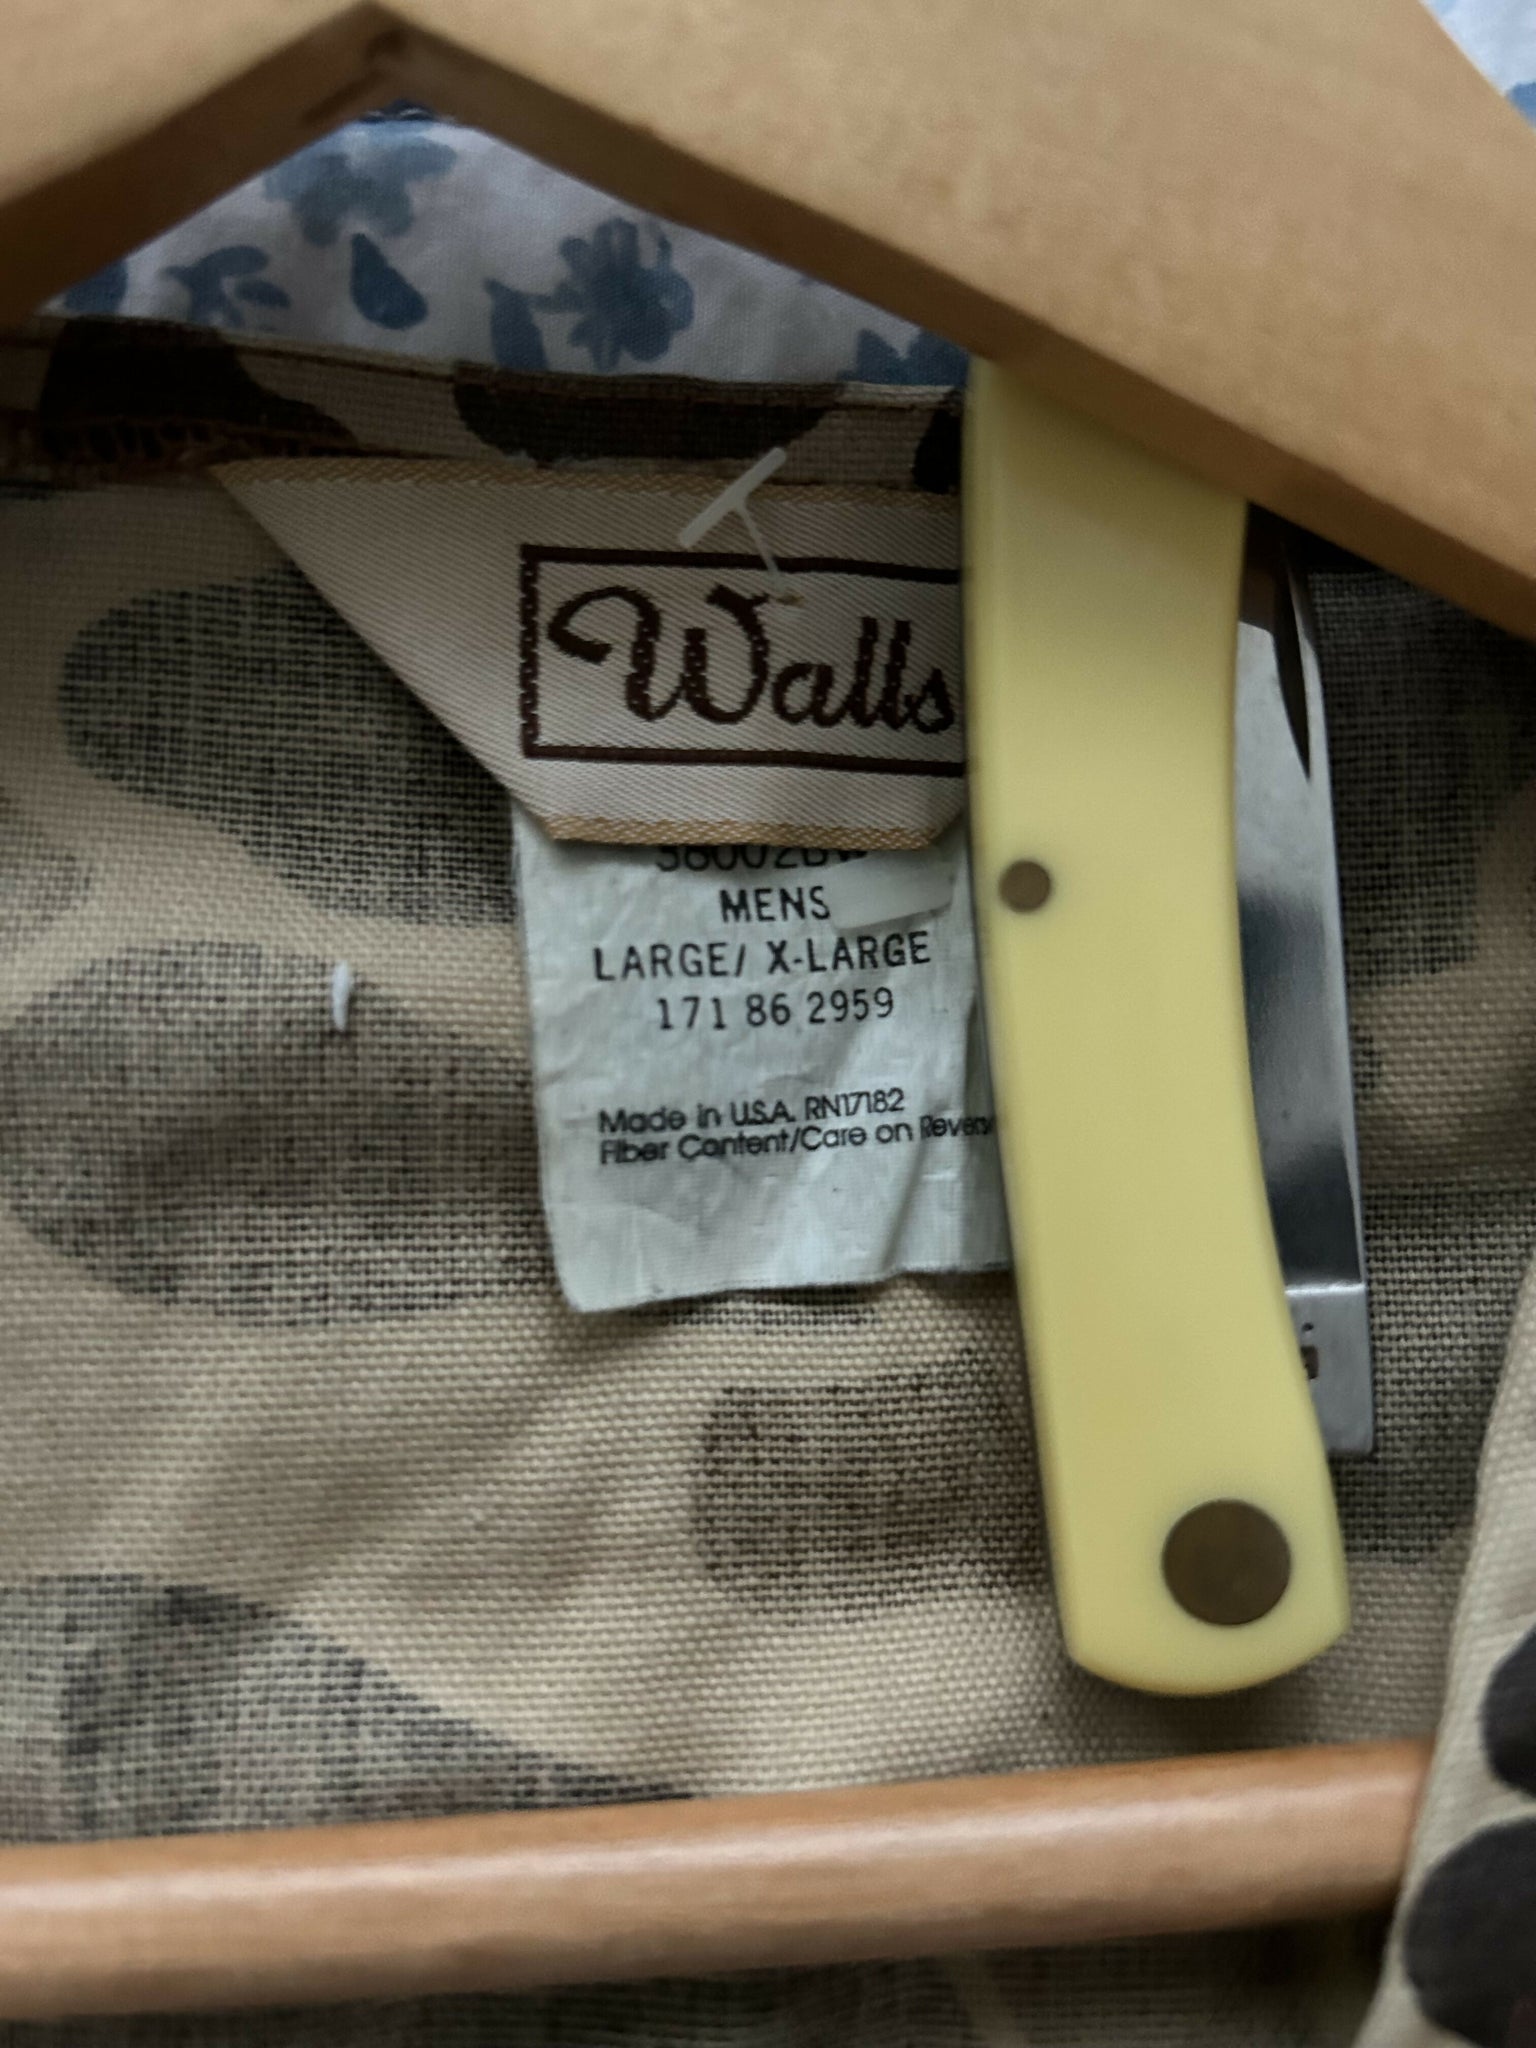 Walls
MENS
LARGE/ X-LARGE
171 86 2959
Made in U.S.A. RN17182
Fiber Content/Care on